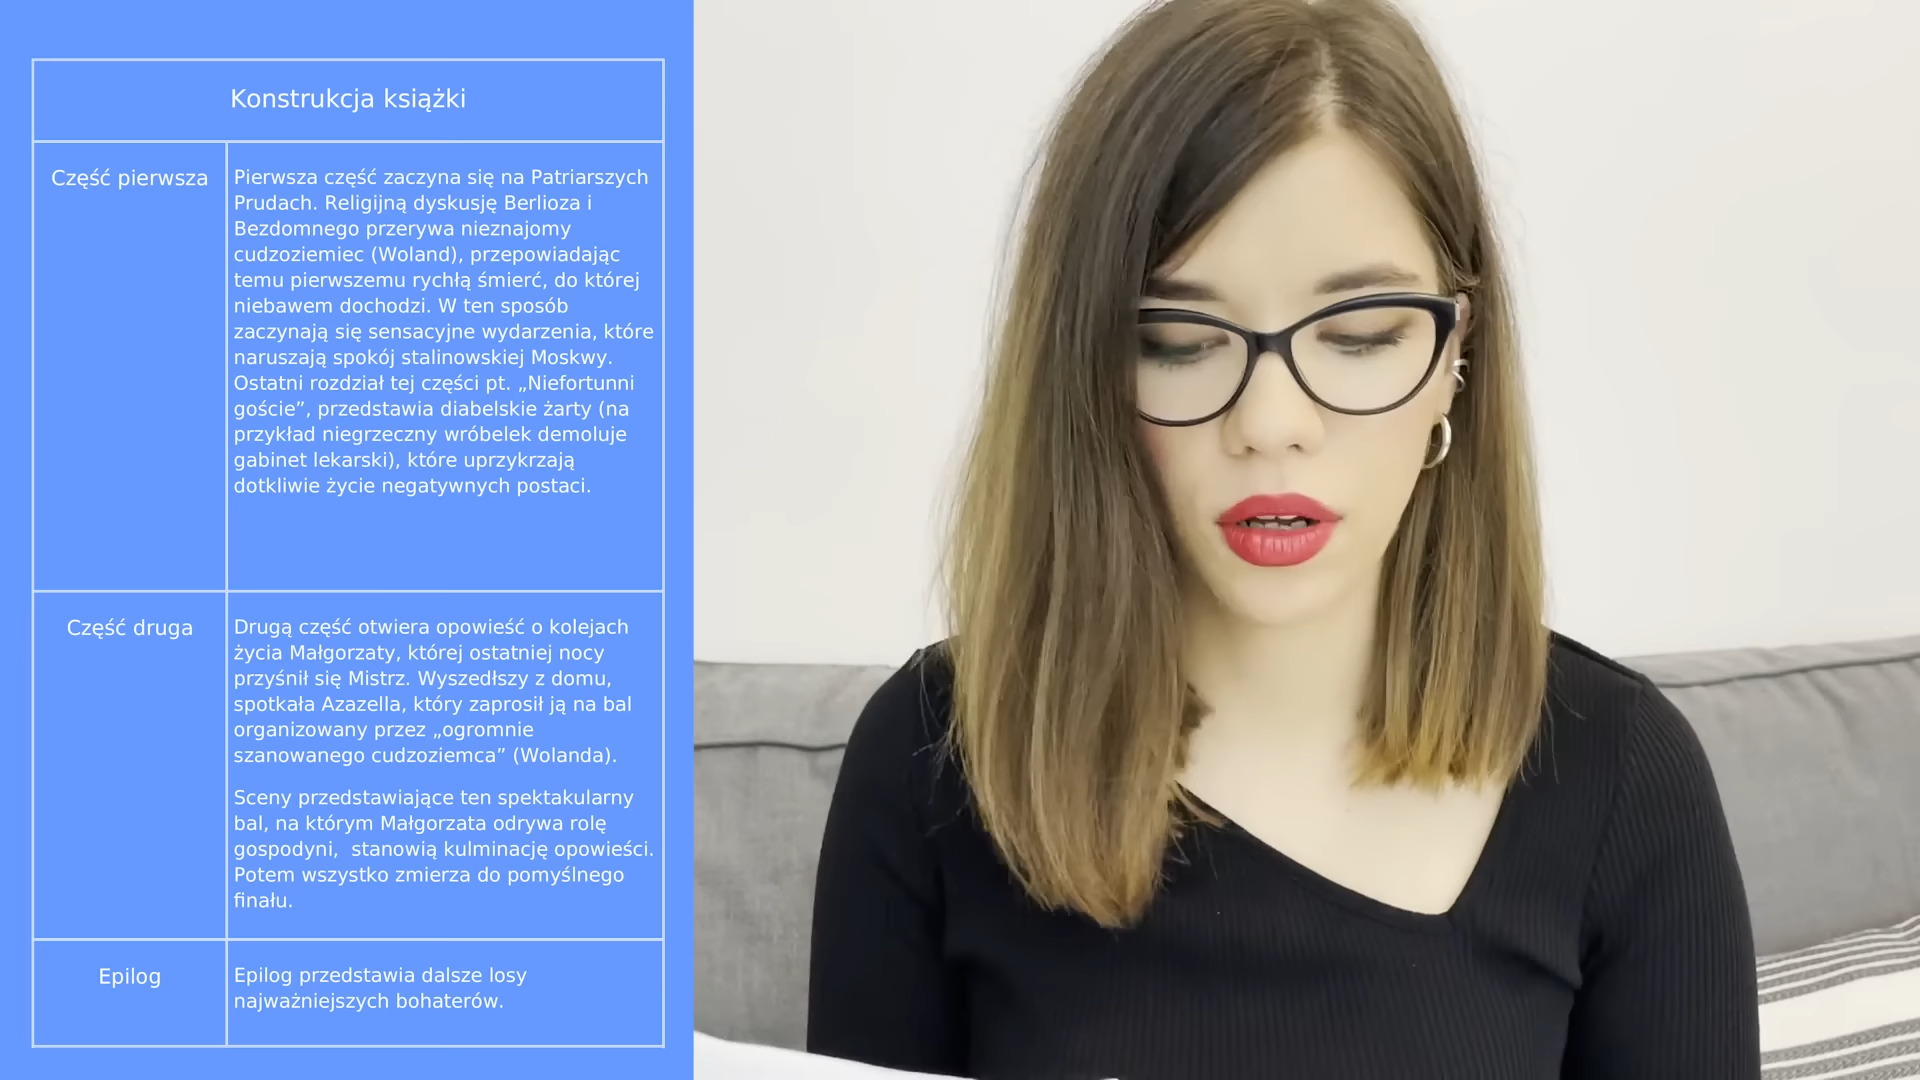 Konstrukcja książki
Część pierwsza
Pierwsza część zaczyna się na Patriarszych
Prudach. Religijną dyskusję Berlioza i
Bezdomnego przerywa nieznajomy
cudzoziemiec (Woland), przepowiadając
temu pierwszemu rychłą śmierć, do której
niebawem dochodzi. W ten sposób
zaczynają się sensacyjne wydarzenia, które
naruszają spokój stalinowskiej Moskwy.
Ostatni rozdział tej części pt. „Niefortunni
goście”, przedstawia diabelskie żarty (na
przykład niegrzeczny wróbelek demoluje
gabinet lekarski), które uprzykrzają
dotkliwie życie negatywnych postaci.
Część druga
Drugą część otwiera opowieść o kolejach
życia Małgorzaty, której ostatniej nocy
przyśnił się Mistrz. Wyszedłszy z domu,
spotkała Azazella, który zaprosił ją na bal
organizowany przez „ogromnie
szanowanego cudzoziemca” (Wolanda).
Sceny przedstawiające ten spektakularny
bal, na którym Małgorzata odrywa rolę
gospodyni,  stanowią kulminację opowieści.
Potem wszystko zmierza do pomyślnego
finału.
Epilog
Epilog przedstawia dalsze losy
najważniejszych bohaterów.